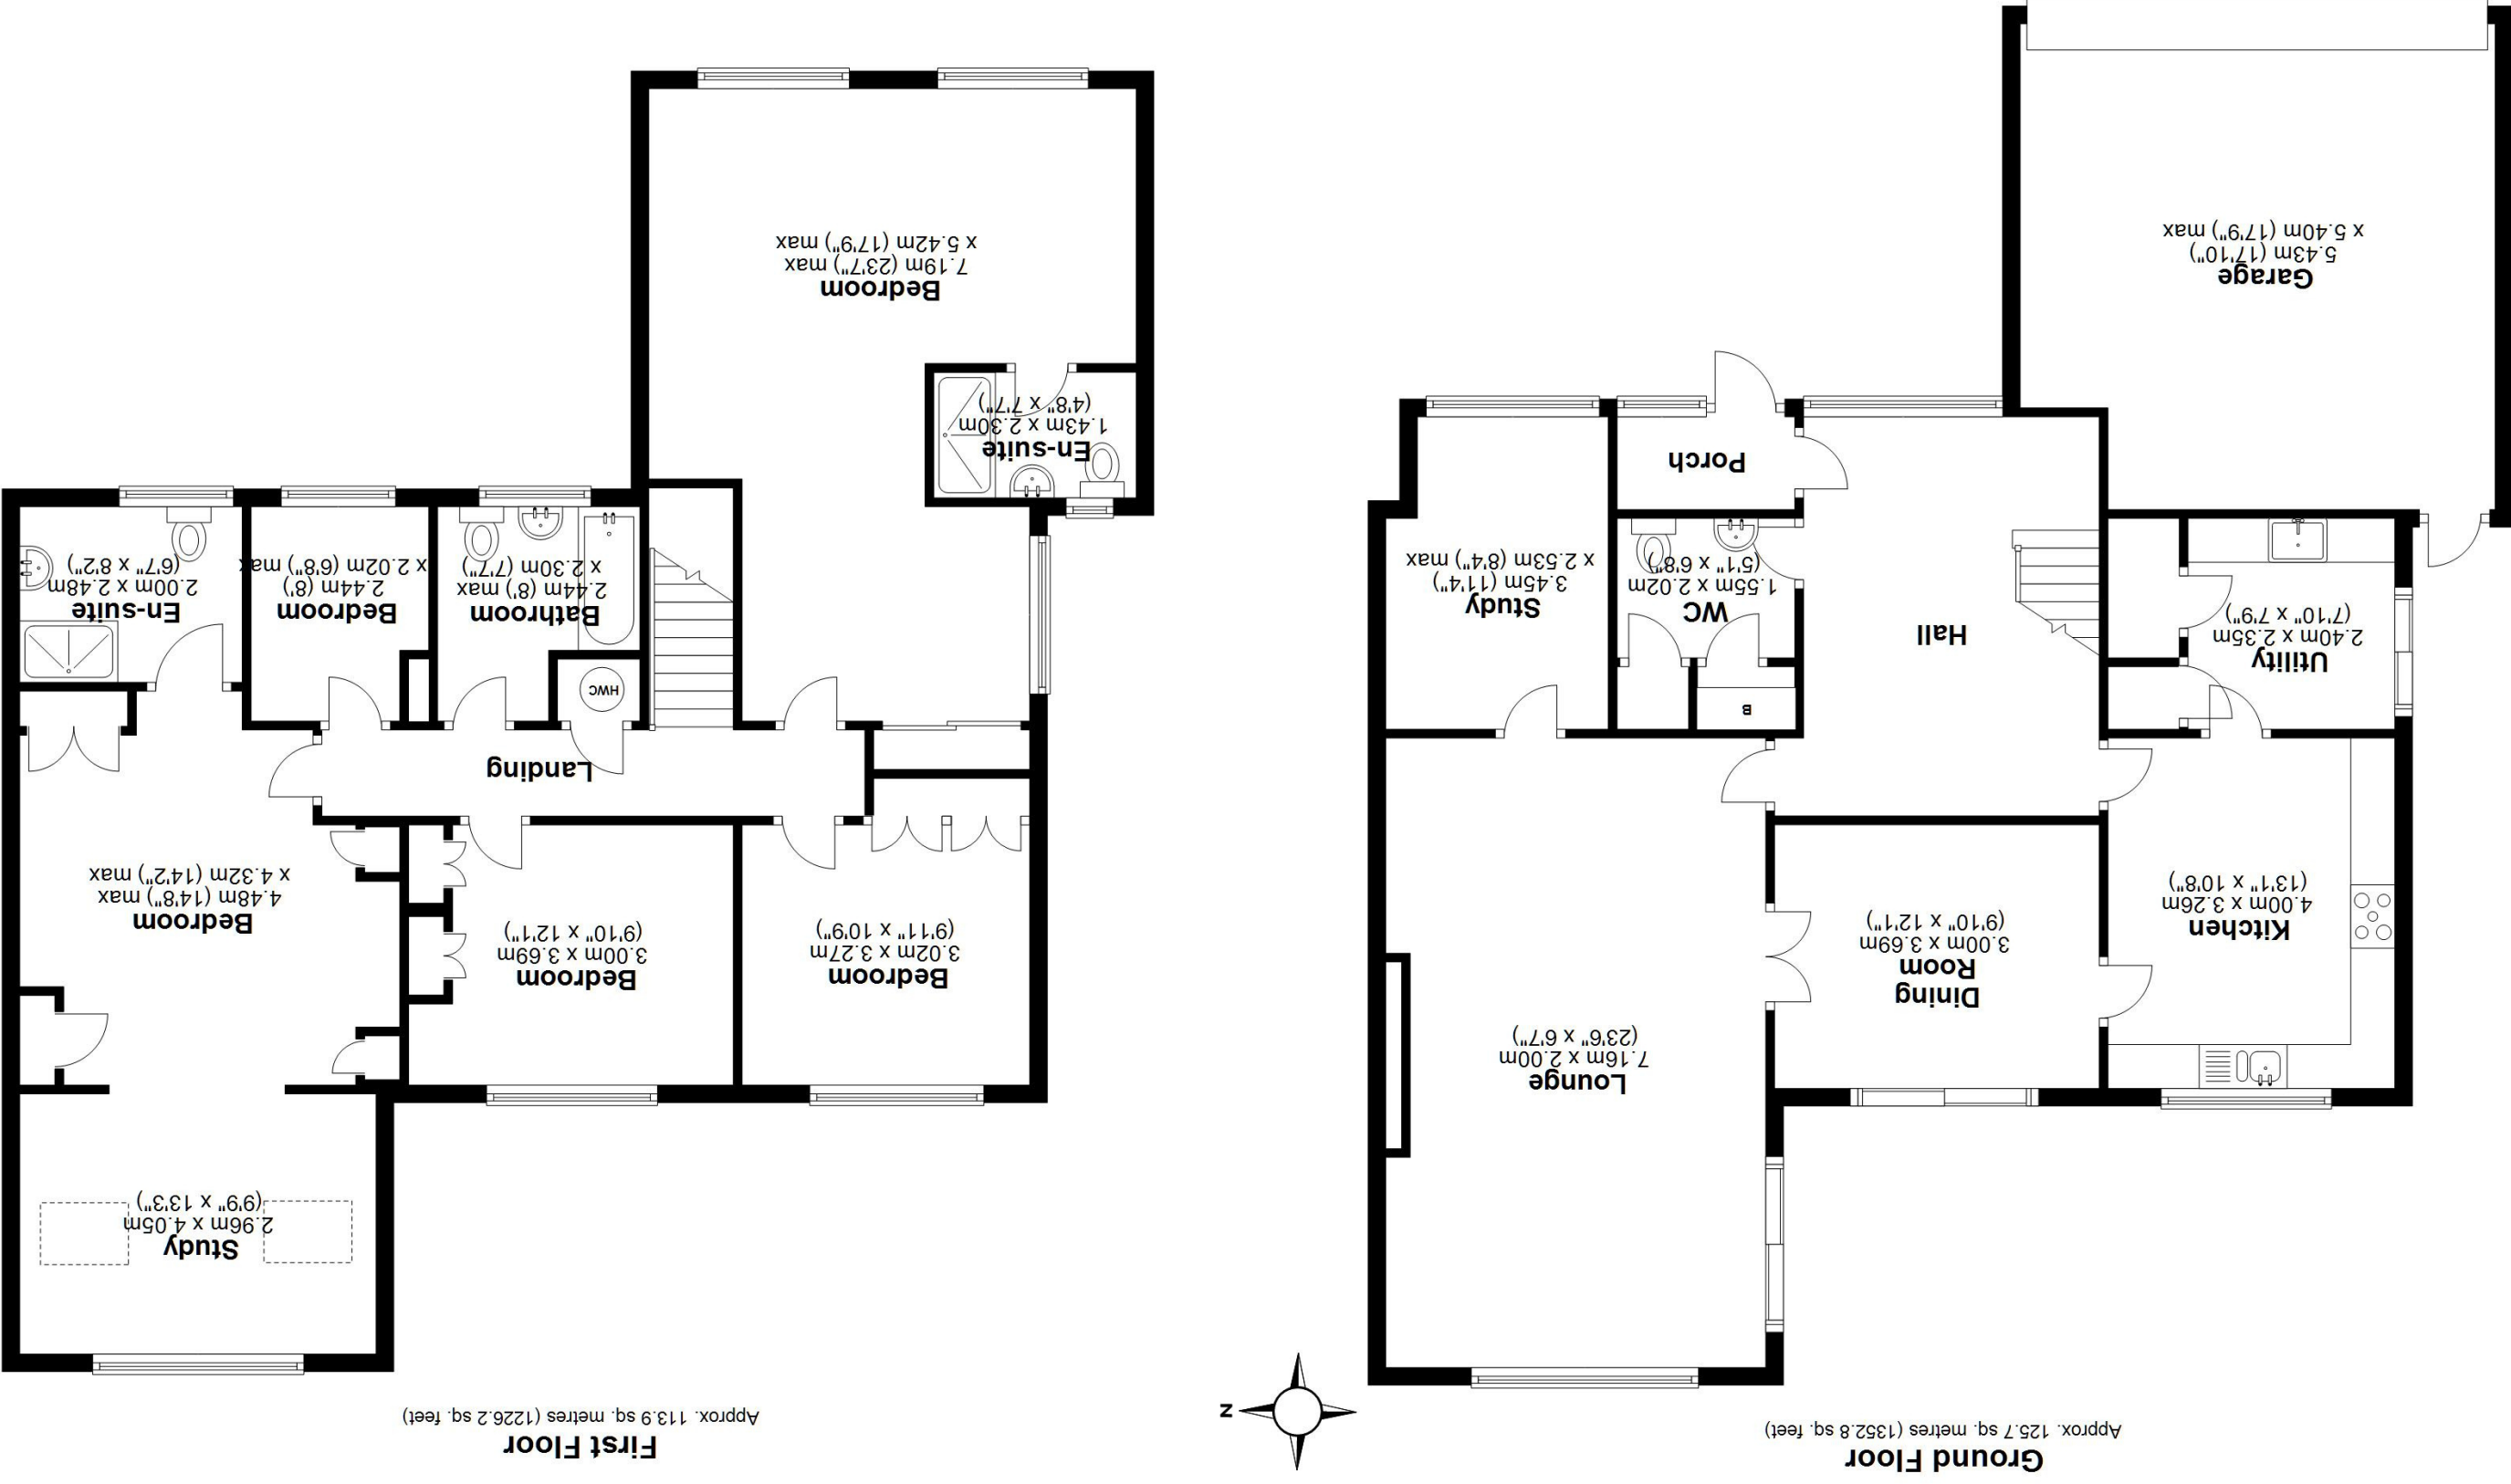 Ground Floor
Approx. 125.7 sq. metres (1352.8 sq. feet)
Lounge
7.16m x 2.00m
(23'6" x 6'7")
Dining
Room
3.00m x 3.69m
(9'10" x 12'1")
Kitchen
4.00m x 3.26m
(13'1" x 10'8")
Utility
2.40m x 2.35m
(7'10" x 7'9")
Hall
B
WC
1.55m x 2.02m
(5'1" x 6'8")
Study
3.45m (11'4")
x 2.53m (8'4") max
Porch
Garage
5.43m (17'10")
x 5.40m (17'9") max
N
First Floor
Approx. 113.9 sq. metres (1226.2 sq. feet)
Study
2.96m x 4.05m
(9'9" x 13'3")
Bedroom
3.02m x 3.27m
(9'11" x 10'9")
Bedroom
3.00m x 3.69m
(9'10" x 12'1")
Bedroom
4.48m (14'8") max
x 4.32m (14'2") max
Landing
HWC
Bathroom
2.44m (8') max
x 2.30m (7'7")
Bedroom
2.44m (8')
x 2.02m (6'8") max
En-suite
2.00m x 2.48m
(6'7" x 8'2")
En-suite
1.43m x 2.30m
(4'8" x 7'7")
Bedroom
7.19m (23'7") max
x 5.42m (17'9") max